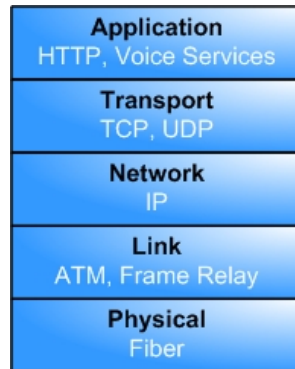 Application
HTTP, Voice Services
Transport
TCP, UDP
Network
IP
Link
ATM, Frame Relay
Physical
Fiber